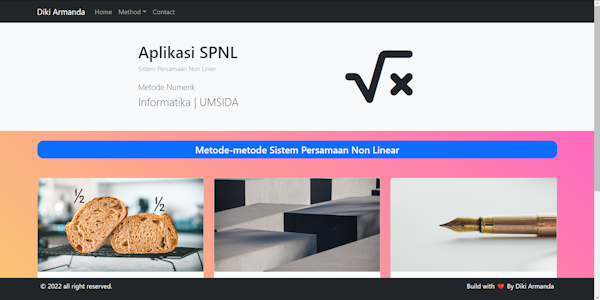 Diki Armanda Home Method Contact
Aplikasi SPNL
Sistem Persamaan Non Linier
Metode Numerik
Informatika | UMSIDA
Metode-metode Sistem Persamaan Non Linear
½ ½
© 2022 all right reserved. Build with ❤ By Diki Armanda